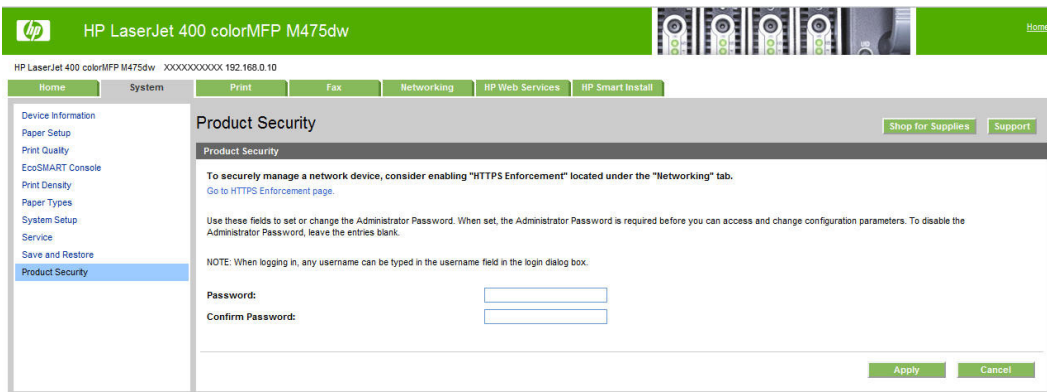 hp
HP LaserJet 400 colorMFP M475dw
Home
HP LaserJet 400 colorMFP M475dw XXXXXXXXXX 192.168.0.10
Home System Print Fax Networking HP Web Services HP Smart Install
Device Information
Paper Setup
Print Quality
EcoSMART Console
Print Density
Paper Types
System Setup
Service
Save and Restore
Product Security
Product Security
Shop for Supplies Support
Product Security
To securely manage a network device, consider enabling "HTTPS Enforcement" located under the "Networking" tab.
Go to HTTPS Enforcement page.
Use these fields to set or change the Administrator Password. When set, the Administrator Password is required before you can access and change configuration parameters. To disable the
Administrator Password, leave the entries blank.
NOTE: When logging in, any username can be typed in the username field in the login dialog box.
Password:
Confirm Password:
Apply Cancel